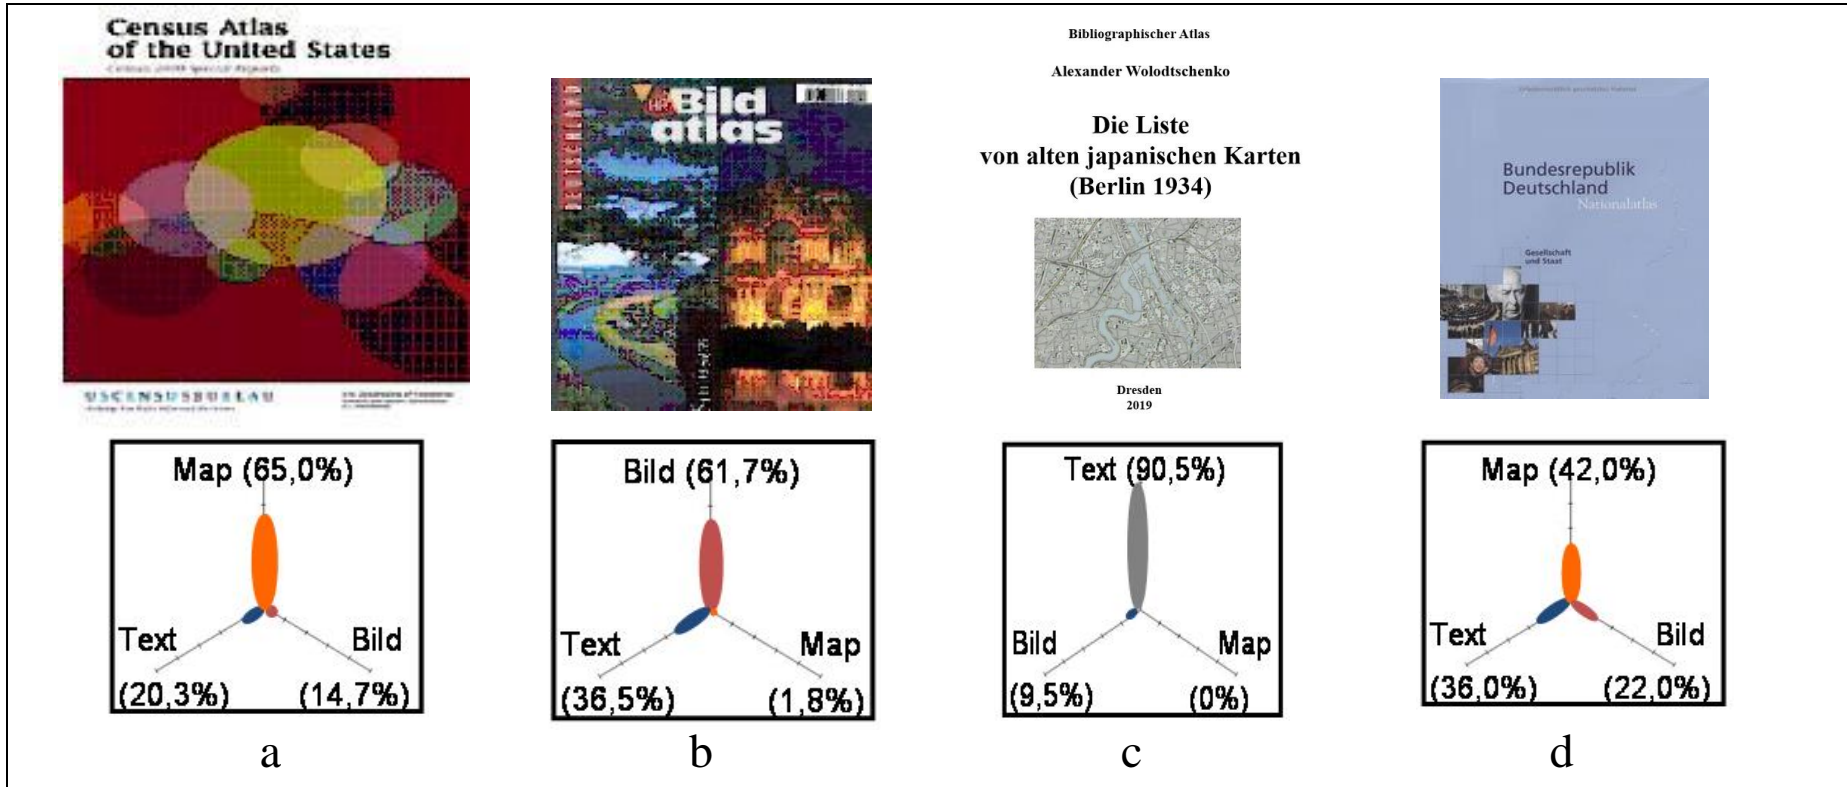 Census Atlas
of the United States
USCENSUSBUREAU
DEUTSCHLAND
HB
Bild
atlas
Bibliographischer Atlas
Alexander Wolodtschenko
Die Liste
von alten japanischen Karten
(Berlin 1934)
Dresden
2019
Bundesrepublik
Deutschland
Nationalatlas
Gesellschaft
und Staat
Map (65,0%)
Text
Bild
(20,3%)
(14,7%)
a
Bild (61,7%)
Text
Map
(36,5%)
(1,8%)
b
Text (90,5%)
Bild
Map
(9,5%)
(0%)
c
Map (42,0%)
Text
Bild
(36,0%)
(22,0%)
d